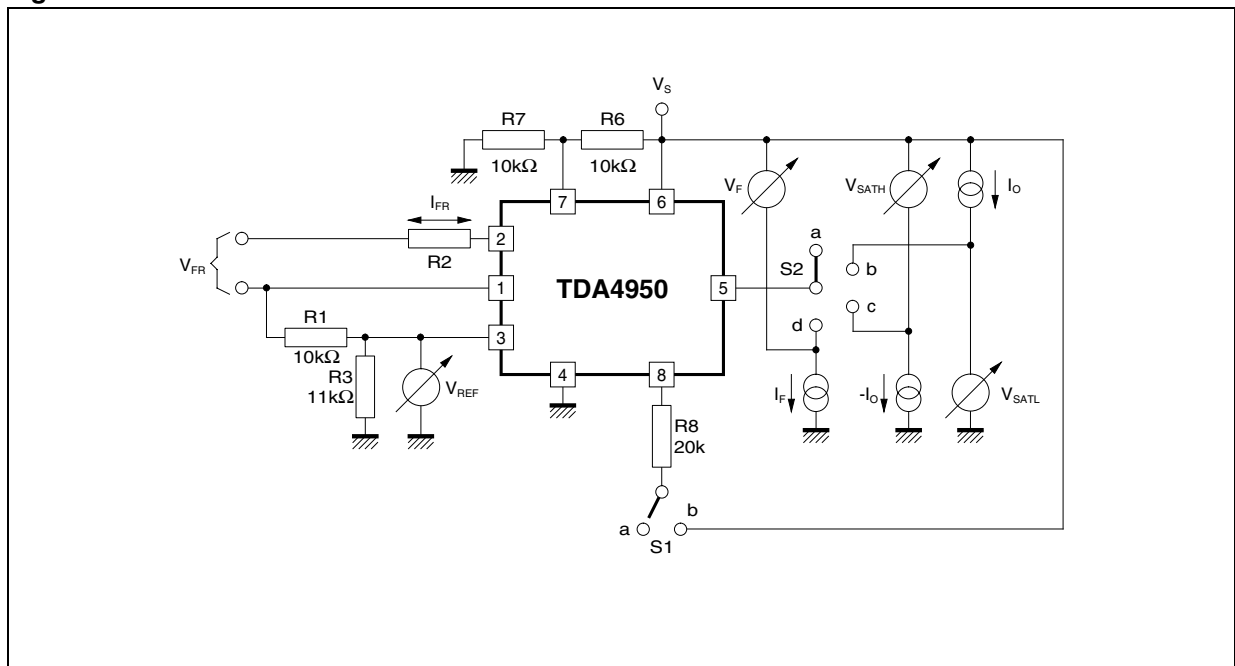 V_S
R7
R6
10kΩ
10kΩ
V_F
V_SATH
I_O
I_FR
7
6
2
R2
V_FR
1
TDA4950
5
a
S2
b
c
d
R1
10kΩ
3
R3
11kΩ
V_REF
4
8
I_F
-I_O
V_SATL
R8
20k
a
b
S1